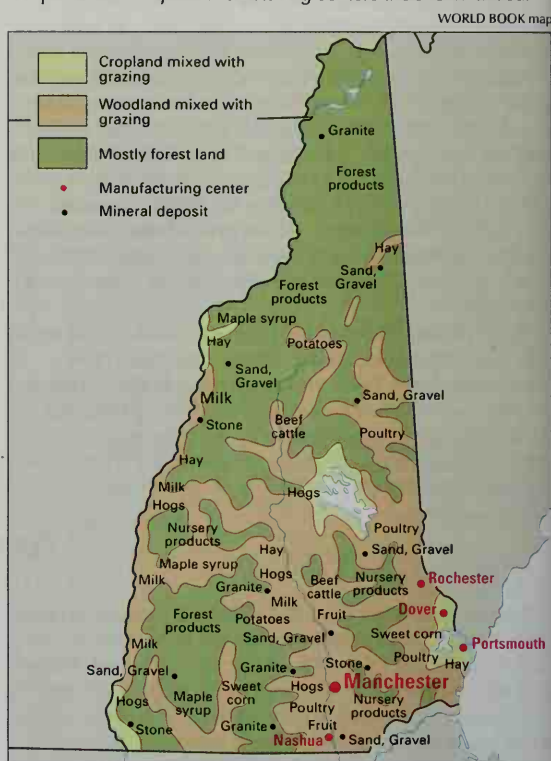 WORLD BOOK map
Cropland mixed with
grazing
Woodland mixed with
grazing
Mostly forest land
Manufacturing center
Mineral deposit
Granite
Forest
products
Hay
Sand,
Gravel
Forest
products
Maple syrup
Hay
Potatoes
Sand,
Gravel
Milk
Sand, Gravel
Stone
Beef
cattle
Poultry
Hay
Milk
Hogs
Hogs
Nursery
products
Poultry
Hay
Sand, Gravel
Maple syrup
Milk
Hogs
Granite
Milk
Beef
cattle
Nursery
products
Rochester
Forest
products
Potatoes
Fruit
Dover
Sand, Gravel
Sweet corn
Milk
Portsmouth
Poultry
Hay
Sand, Gravel
Granite
Stone
Maple
syrup
Sweet
corn
Hogs
Manchester
Hogs
Poultry
Nursery
products
Stone
Granite
Fruit
Nashua
Sand, Gravel